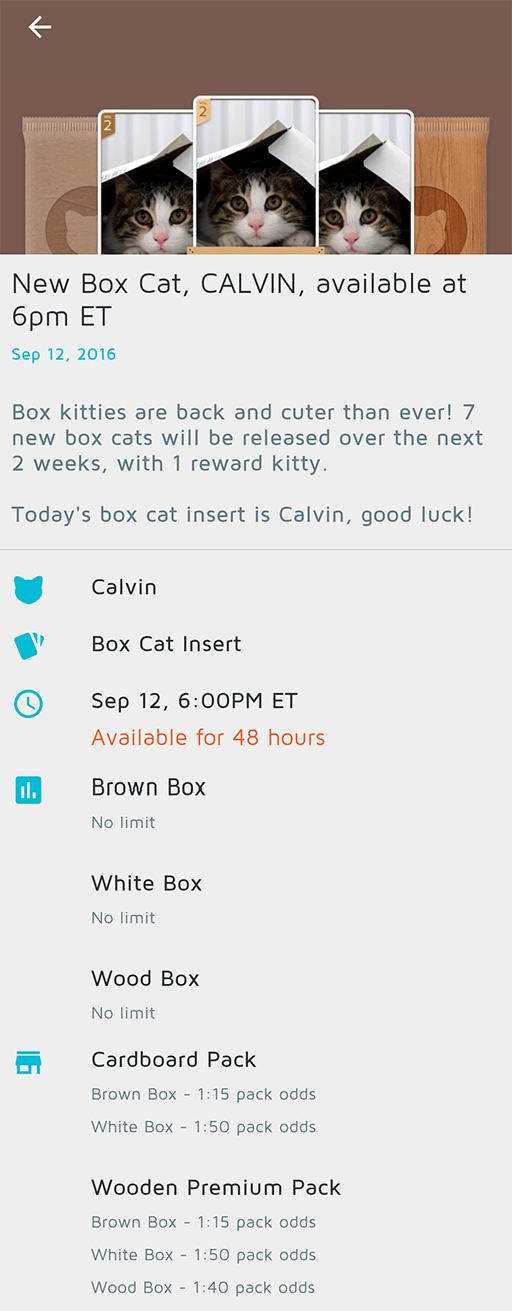 2
2
New Box Cat, CALVIN, available at
6pm ET
Sep 12, 2016
Box kitties are back and cuter than ever! 7
new box cats will be released over the next
2 weeks, with 1 reward kitty.
Today's box cat insert is Calvin, good luck!
Calvin
Box Cat Insert
Sep 12, 6:00PM ET
Available for 48 hours
Brown Box
No limit
White Box
No limit
Wood Box
No limit
Cardboard Pack
Brown Box - 1:15 pack odds
White Box - 1:50 pack odds
Wooden Premium Pack
Brown Box - 1:15 pack odds
White Box - 1:50 pack odds
Wood Box - 1:40 pack odds